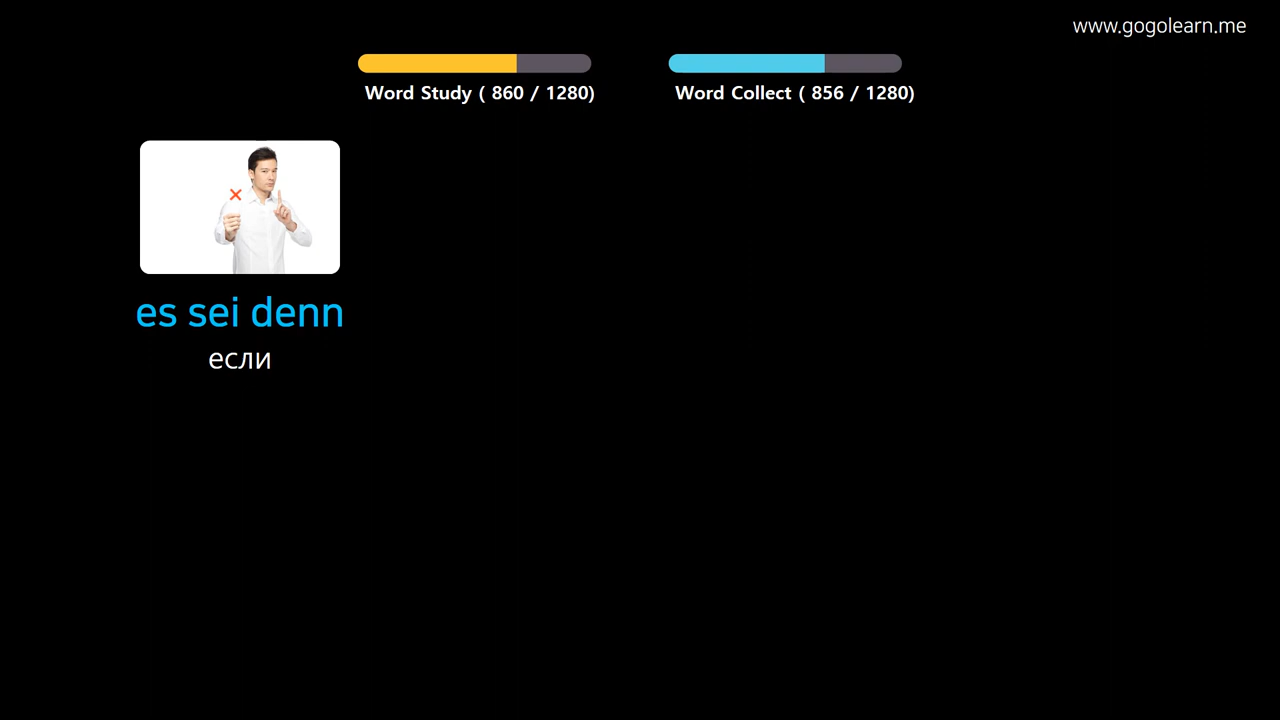 www.gogolearn.me
Word Study ( 860 / 1280)
Word Collect ( 856 / 1280)
es sei denn
если